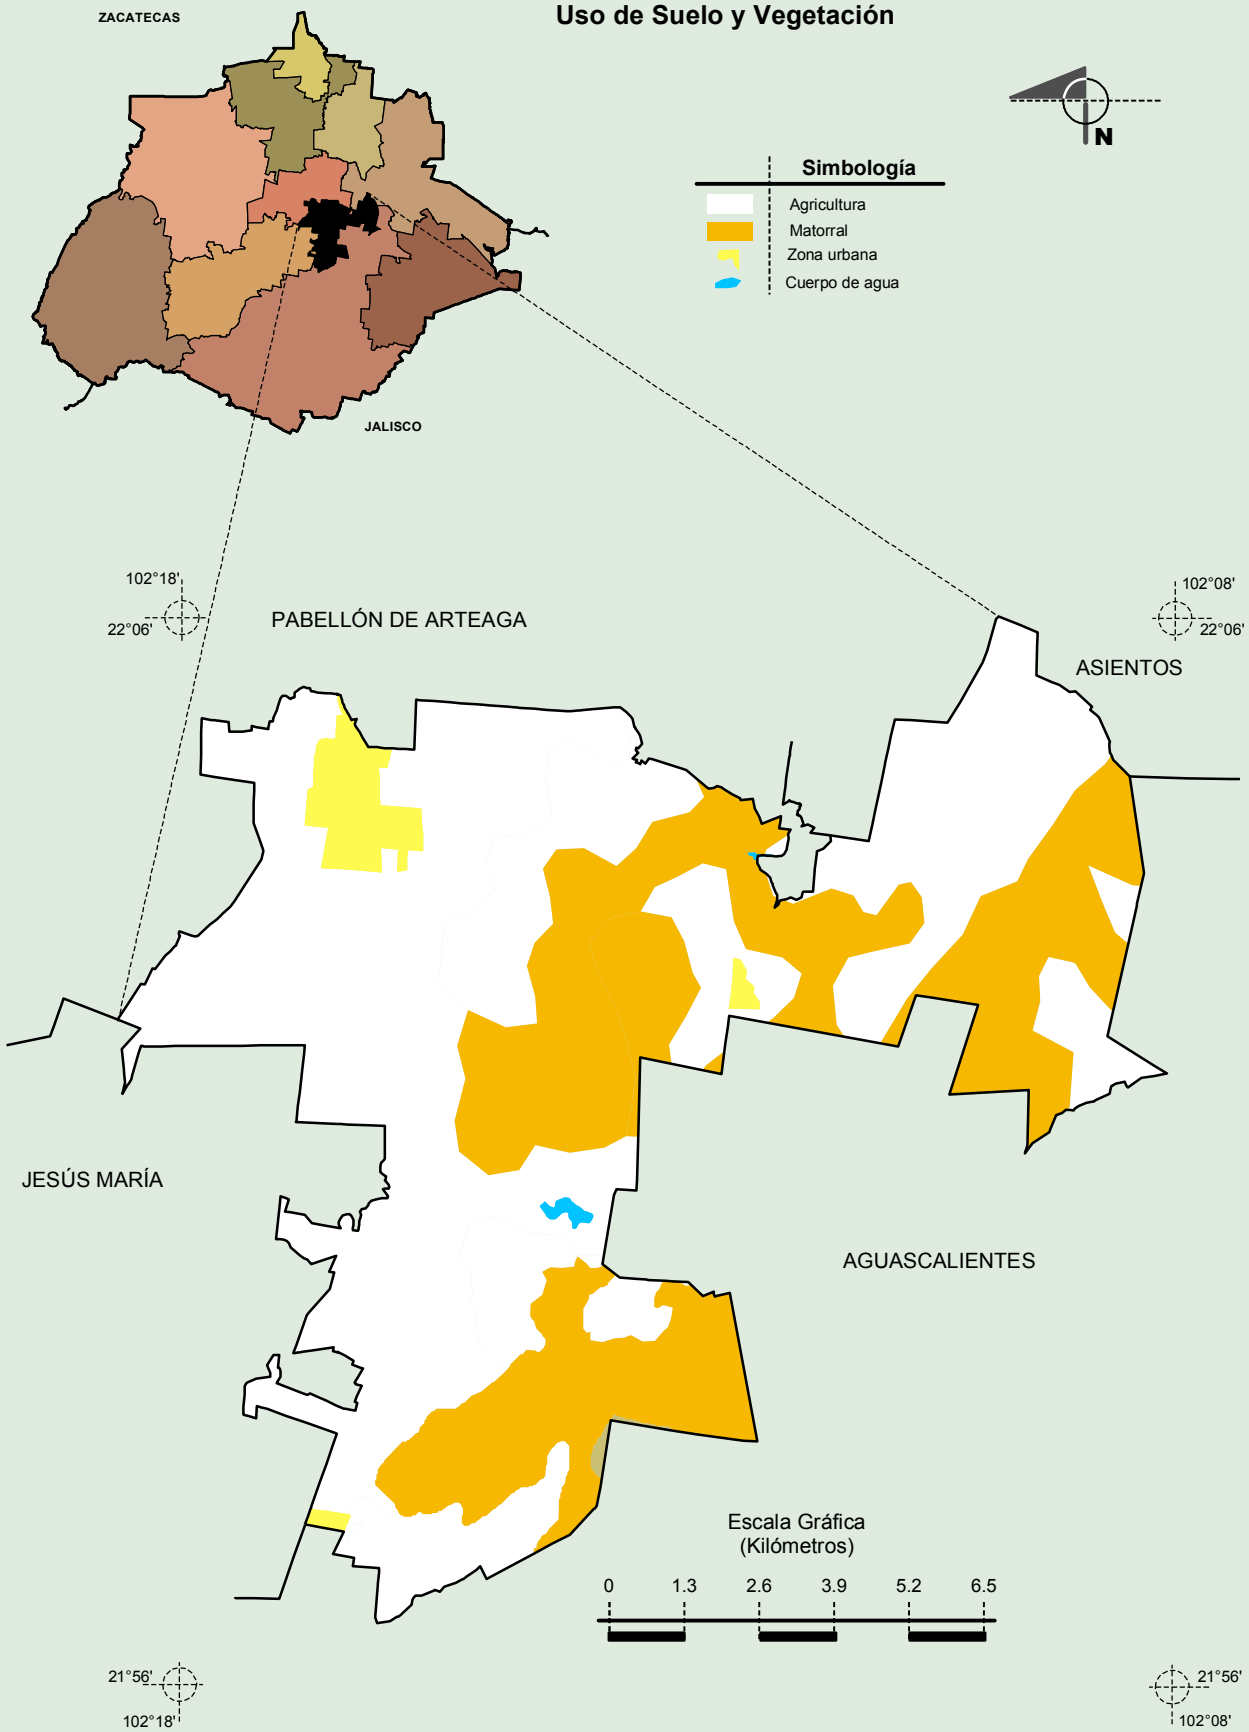 Uso de Suelo y Vegetación
ZACATECAS
JALISCO
N
Simbología
Agricultura
Matorral
Zona urbana
Cuerpo de agua
102°18'
22°06'
102°08'
22°06'
PABELLÓN DE ARTEAGA
ASIENTOS
JESÚS MARÍA
AGUASCALIENTES
Escala Gráfica
(Kilómetros)
0 1.3 2.6 3.9 5.2 6.5
21°56'
102°18'
21°56'
102°08'